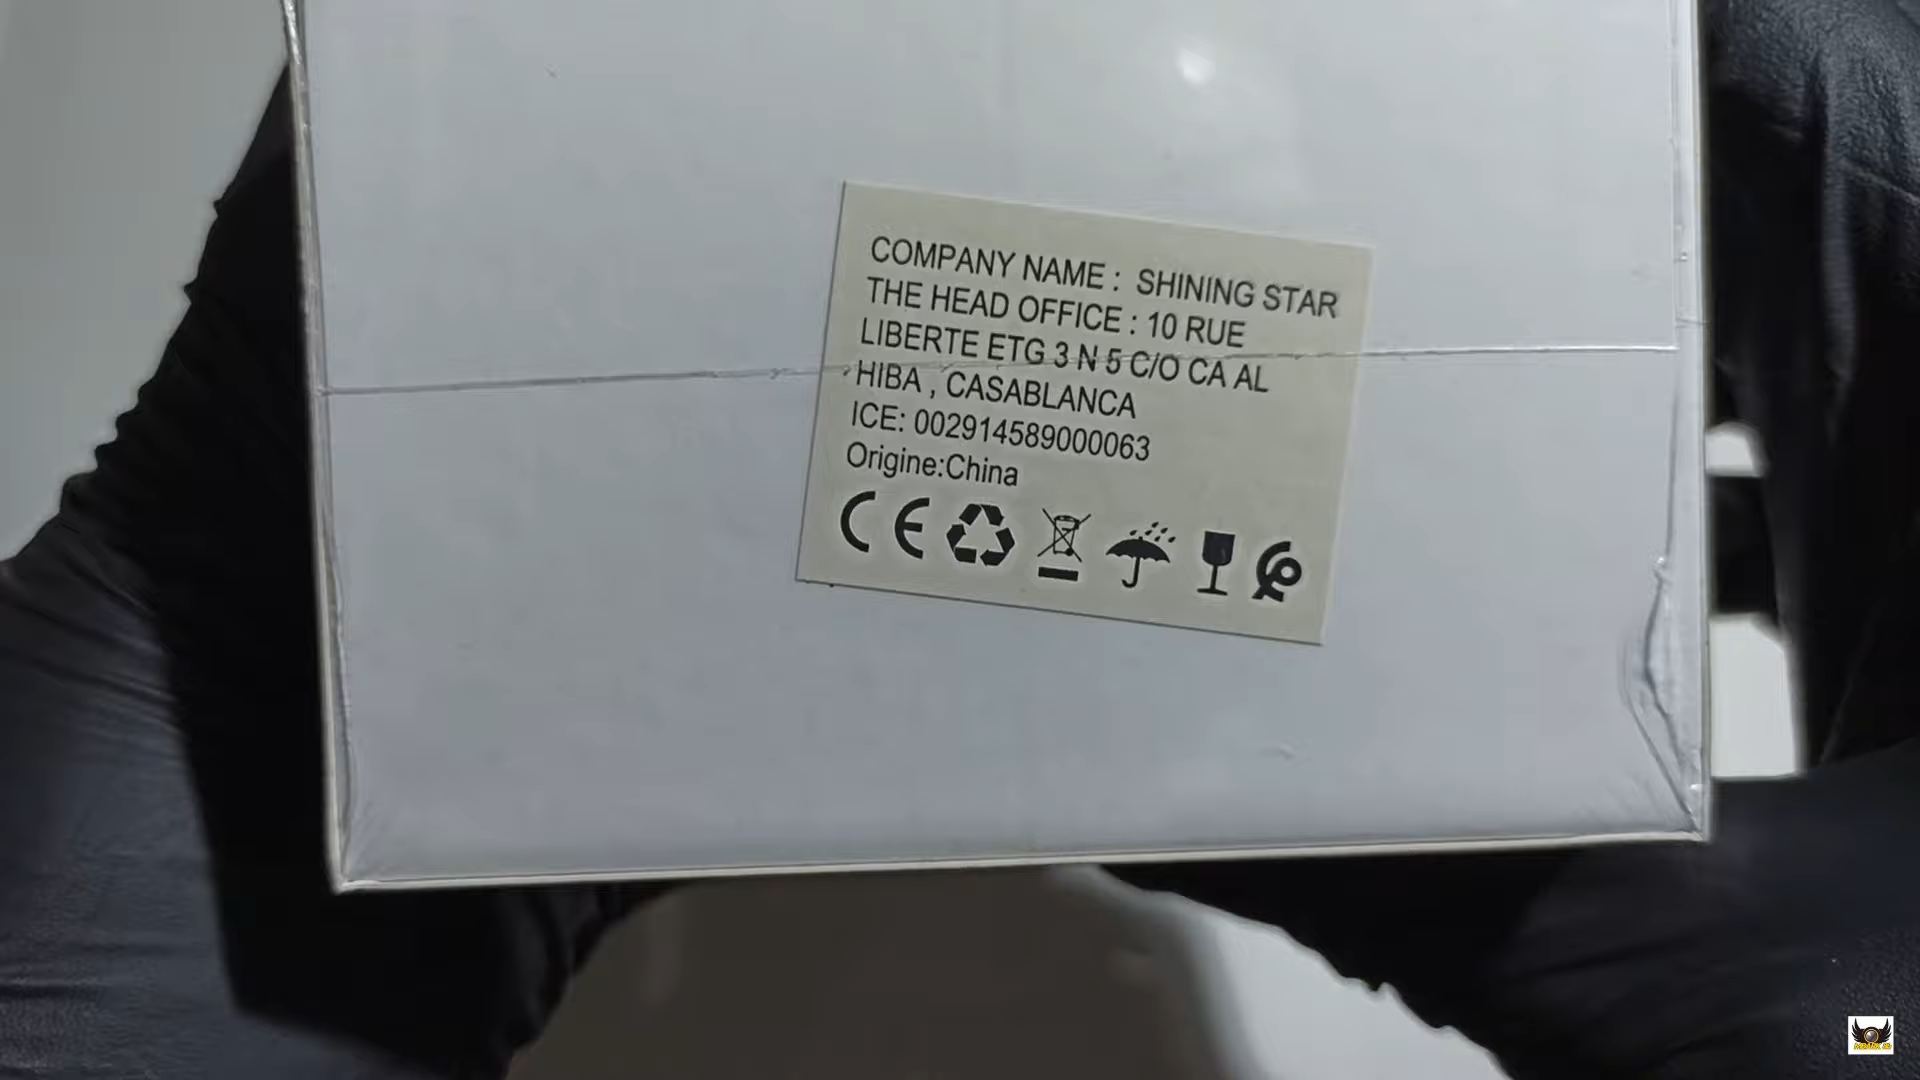 COMPANY NAME : SHINING STAR
THE HEAD OFFICE : 10 RUE
LIBERTE ETG 3 N 5 C/O CA AL
HIBA , CASABLANCA
ICE: 002914589000063
Origine:China
CE